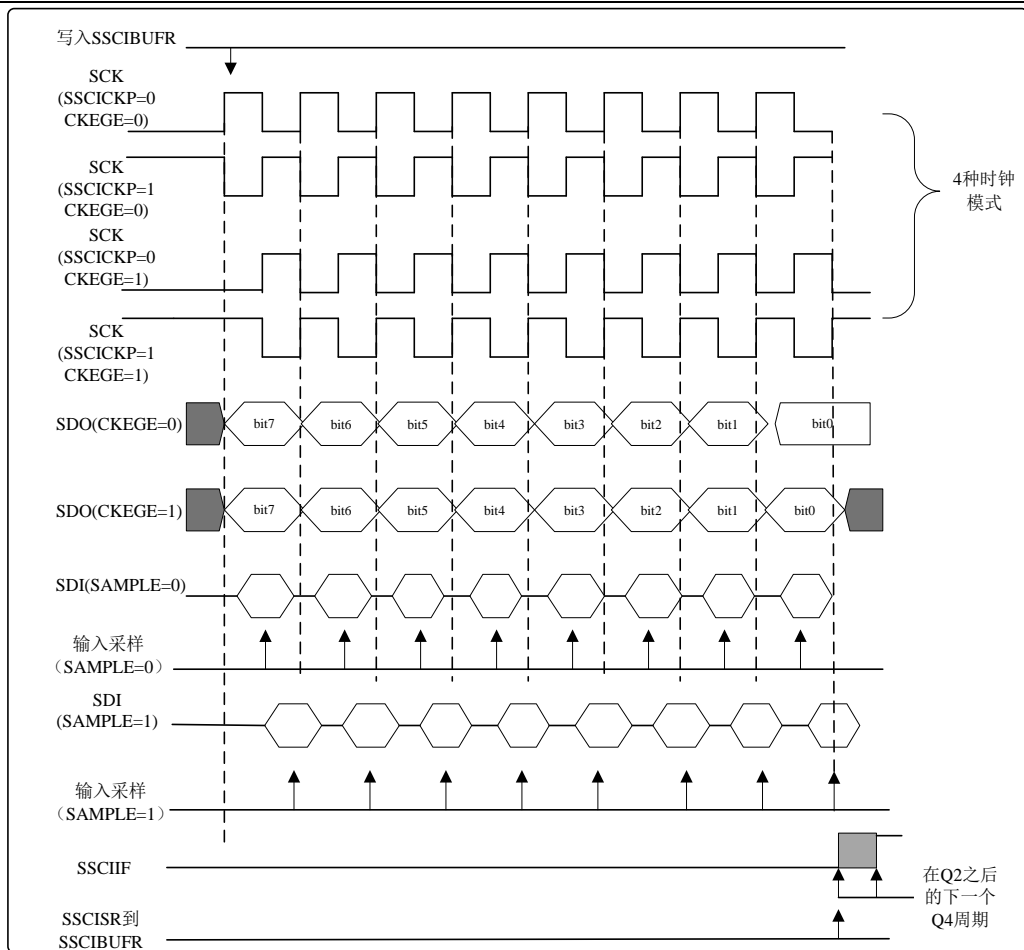 写入SSCIBUFR
SCK
(SSCICKP=0
CKEGE=0)
SCK
(SSCICKP=1
CKEGE=0)
SCK
(SSCICKP=0
CKEGE=1)
SCK
(SSCICKP=1
CKEGE=1)
4种时钟
模式
SDO(CKEGE=0)
bit7 bit6 bit5 bit4 bit3 bit2 bit1 bit0
SDO(CKEGE=1)
bit7 bit6 bit5 bit4 bit3 bit2 bit1 bit0
SDI(SAMPLE=0)
输入采样
（SAMPLE=0）
SDI
(SAMPLE=1)
输入采样
（SAMPLE=1）
SSCIIF
在Q2之后
的下一个
Q4周期
SSCISR到
SSCIBUFR